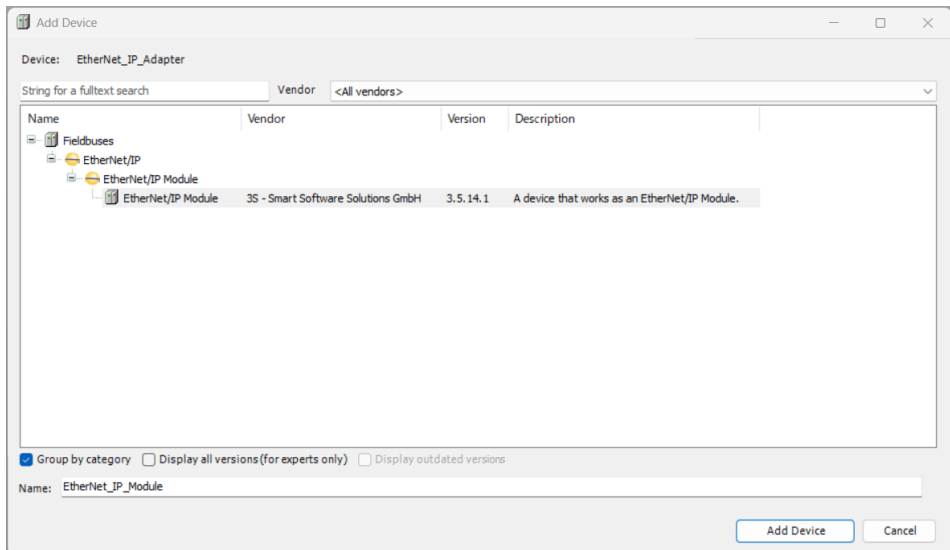 Add Device
Device: EtherNet_IP_Adapter
String for a fulltext search Vendor <All vendors>
Name Vendor Version Description
Fieldbuses
EtherNet/IP
EtherNet/IP Module
EtherNet/IP Module 3S - Smart Software Solutions GmbH 3.5.14.1 A device that works as an EtherNet/IP Module.
Group by category Display all versions (for experts only) Display outdated versions
Name: EtherNet_IP_Module
Add Device Cancel